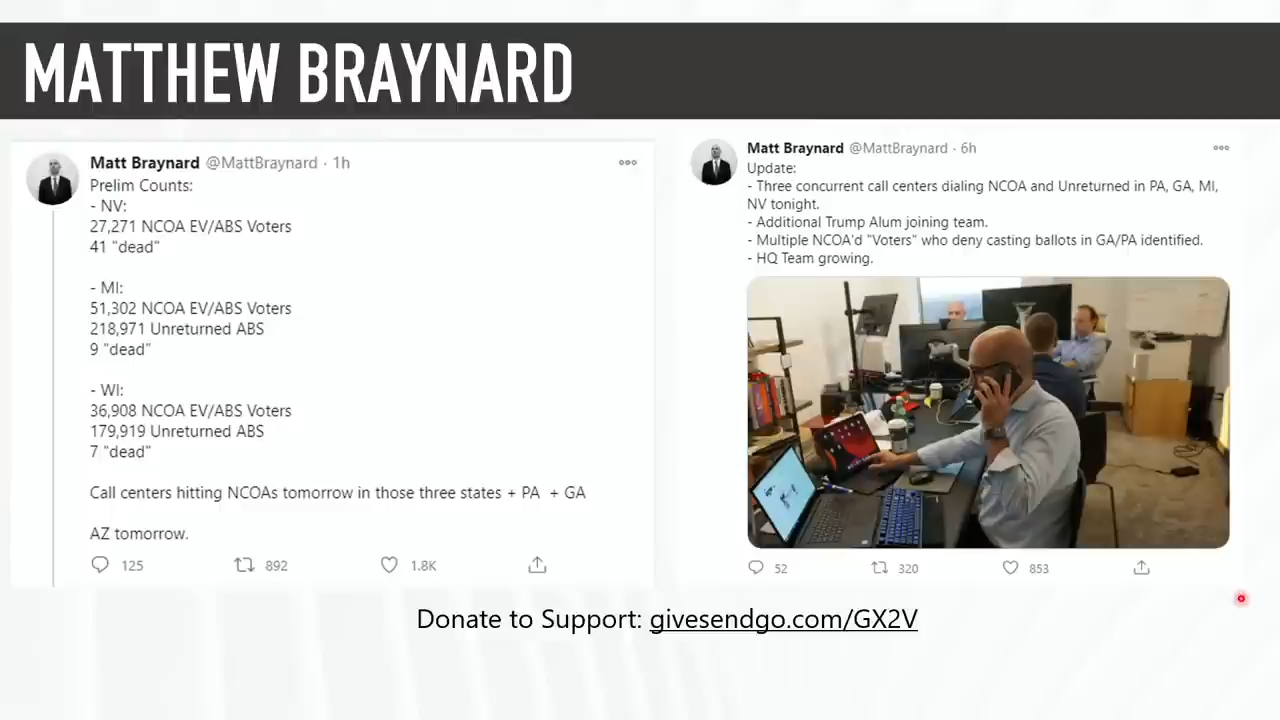 MATTHEW BRAYNARD
Matt Braynard @MattBraynard · 1h
Prelim Counts:
- NV:
27,271 NCOA EV/ABS Voters
41 "dead"
- MI:
51,302 NCOA EV/ABS Voters
218,971 Unreturned ABS
9 "dead"
- WI:
36,908 NCOA EV/ABS Voters
179,919 Unreturned ABS
7 "dead"
Call centers hitting NCOAs tomorrow in those three states + PA + GA
AZ tomorrow.
125 892 1.8K
Matt Braynard @MattBraynard · 6h
Update:
- Three concurrent call centers dialing NCOA and Unreturned in PA, GA, MI,
NV tonight.
- Additional Trump Alum joining team.
- Multiple NCOA'd "Voters" who deny casting ballots in GA/PA identified.
- HQ Team growing.
52 320 853
Donate to Support: givesendgo.com/GX2V